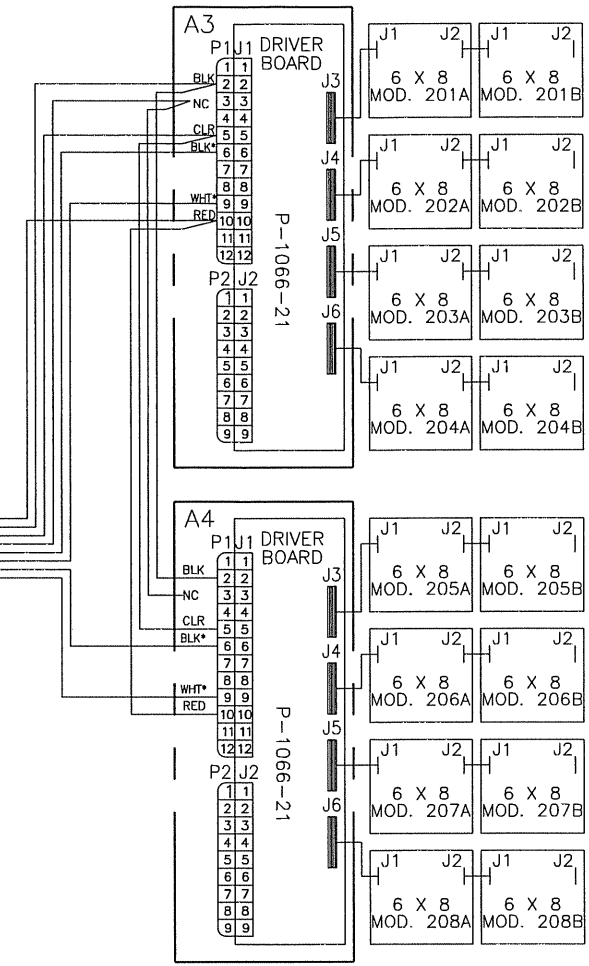 A3
P1 J1 DRIVER BOARD
1 1
BLK 2 2
NC 3 3
4 4
CLR 5 5
BLK* 6 6
7 7
8 8
WHT* 9 9
RED 10 10
11 11
12 12
P2 J2
1 1
2 2
3 3
4 4
5 5
6 6
7 7
8 8
9 9
P-1066-21
J3
J4
J5
J6
J1 J2 J1 J2
6 X 8 6 X 8
MOD. 201A MOD. 201B
J1 J2 J1 J2
6 X 8 6 X 8
MOD. 202A MOD. 202B
J1 J2 J1 J2
6 X 8 6 X 8
MOD. 203A MOD. 203B
J1 J2 J1 J2
6 X 8 6 X 8
MOD. 204A MOD. 204B
A4
P1 J1 DRIVER BOARD
1 1
BLK 2 2
NC 3 3
4 4
CLR 5 5
BLK* 6 6
7 7
8 8
WHT* 9 9
RED 10 10
11 11
12 12
P2 J2
1 1
2 2
3 3
4 4
5 5
6 6
7 7
8 8
9 9
P-1066-21
J3
J4
J5
J6
J1 J2 J1 J2
6 X 8 6 X 8
MOD. 205A MOD. 205B
J1 J2 J1 J2
6 X 8 6 X 8
MOD. 206A MOD. 206B
J1 J2 J1 J2
6 X 8 6 X 8
MOD. 207A MOD. 207B
J1 J2 J1 J2
6 X 8 6 X 8
MOD. 208A MOD. 208B